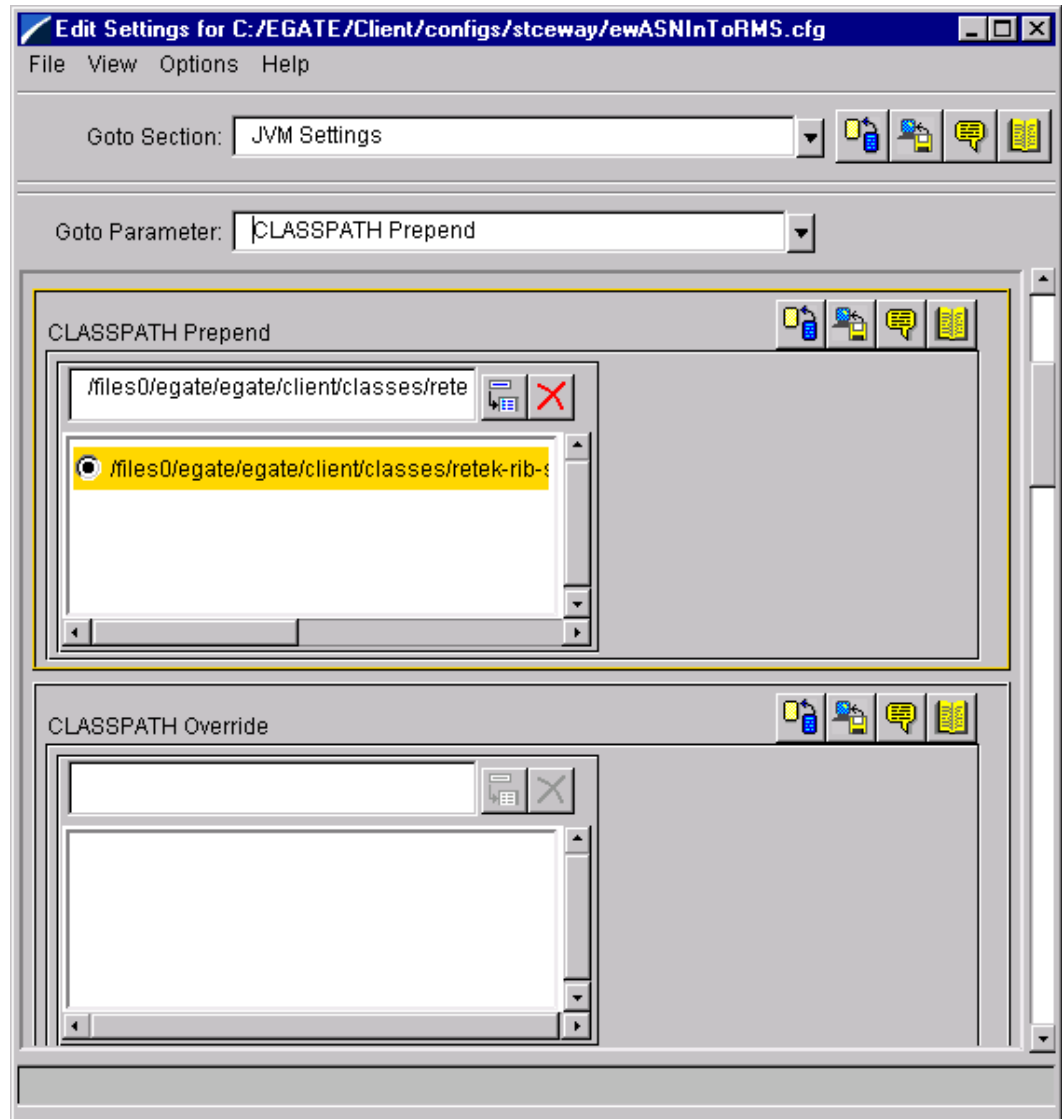 Edit Settings for C:/EGATE/Client/configs/stceway/ewASNInToRMS.cfg
File View Options Help
Goto Section: JVM Settings
Goto Parameter: CLASSPATH Prepend
CLASSPATH Prepend
/files0/egate/egate/client/classes/rete
/files0/egate/egate/client/classes/retek-rib-s
CLASSPATH Override